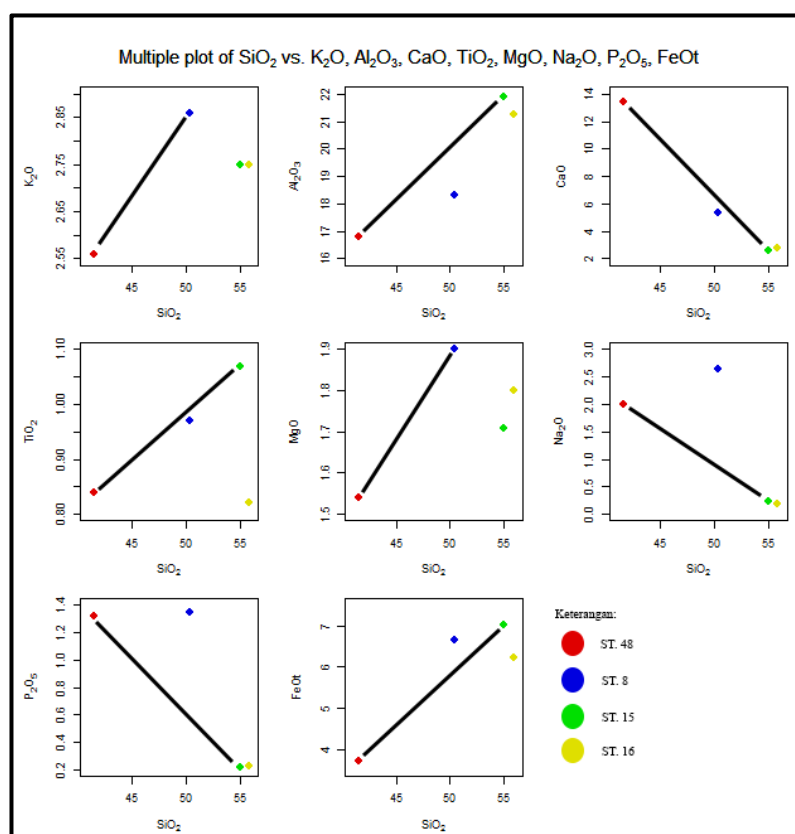 Multiple plot of SiO₂ vs. K₂O, Al₂O₃, CaO, TiO₂, MgO, Na₂O, P₂O₅, FeOt
K₂O
2.55 2.65 2.75 2.85
45 50 55
SiO₂
Al₂O₃
16 17 18 19 20 21 22
45 50 55
SiO₂
CaO
2 4 6 8 10 12 14
45 50 55
SiO₂
TiO₂
0.80 0.90 1.00 1.10
45 50 55
SiO₂
MgO
1.5 1.6 1.7 1.8 1.9
45 50 55
SiO₂
Na₂O
0.0 0.5 1.0 1.5 2.0 2.5 3.0
45 50 55
SiO₂
P₂O₅
0.2 0.4 0.6 0.8 1.0 1.2 1.4
45 50 55
SiO₂
FeOt
4 5 6 7
45 50 55
SiO₂
Keterangan:
ST. 48
ST. 8
ST. 15
ST. 16